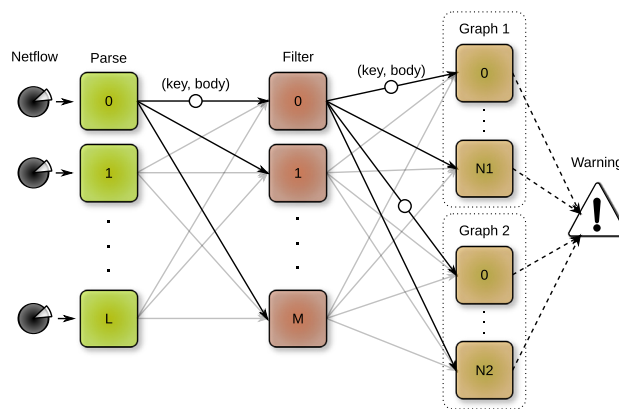 Netflow
Parse
Filter
Graph 1
(key, body)
(key, body)
0
0
0
1
1
N1
Warning
Graph 2
0
L
M
N2